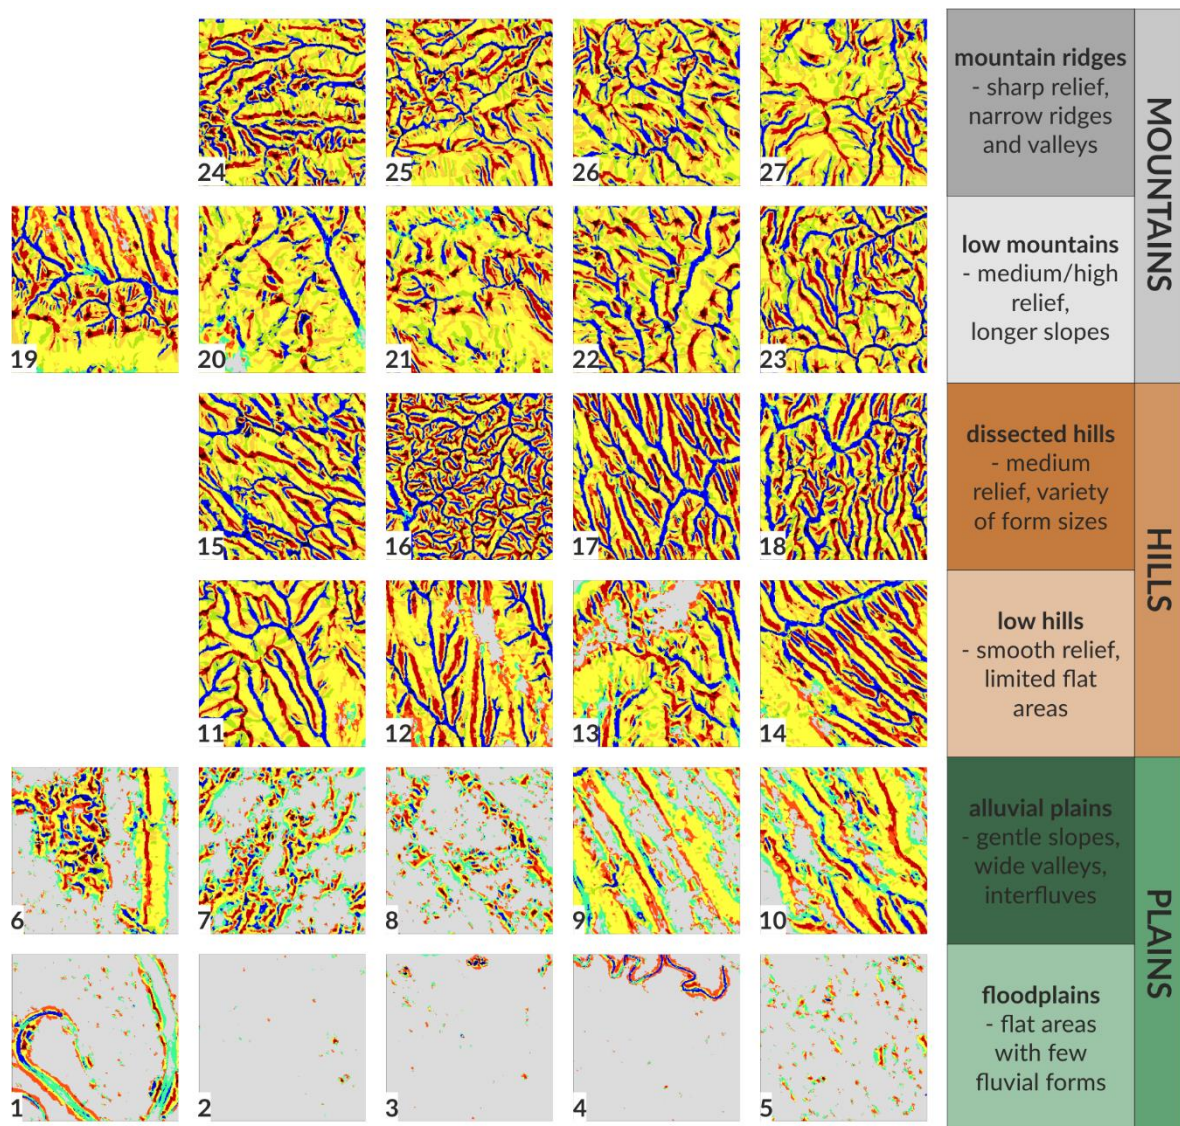 24
25
26
27
mountain ridges
- sharp relief,
narrow ridges
and valleys
MOUNTAINS
19
20
21
22
23
low mountains
- medium/high
relief,
longer slopes
15
16
17
18
dissected hills
- medium
relief, variety
of form sizes
HILLS
11
12
13
14
low hills
- smooth relief,
limited flat
areas
6
7
8
9
10
alluvial plains
- gentle slopes,
wide valleys,
interfluves
PLAINS
1
2
3
4
5
floodplains
- flat areas
with few
fluvial forms